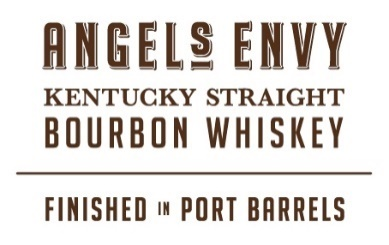 ANGELS ENVY
KENTUCKY STRAIGHT
BOURBON WHISKEY
FINISHED IN PORT BARRELS